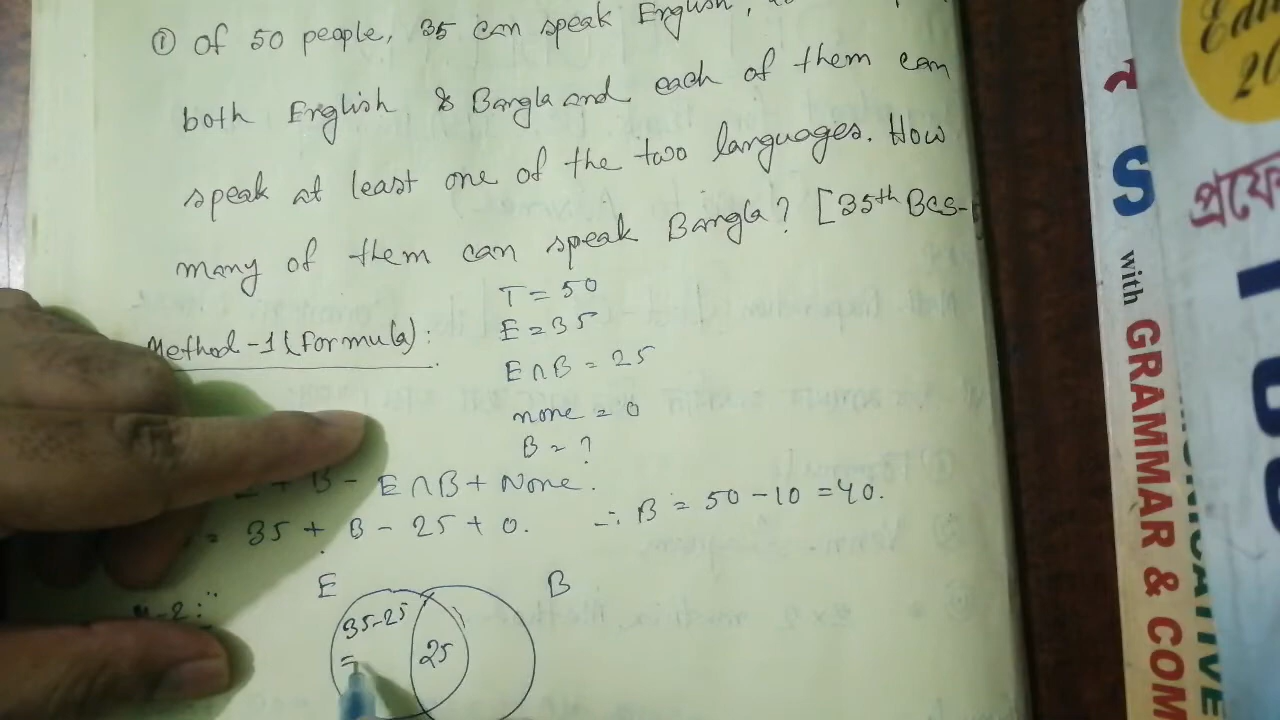 ① Of 50 people, 35 can speak English,
both English & Bangla and each of them can
speak at least one of the two languages. How
many of them can speak Bangla? [35th BCS-
T = 50
Method-1 (Formula):
E = 35
E∩B = 25
none = 0
B = ?
+ B - E∩B + None.
= 35 + B - 25 + 0. ∴ B = 50 - 10 = 40.
E B
M-2:
35-25
=
25
S with GRAMMAR & COM
প্রফে